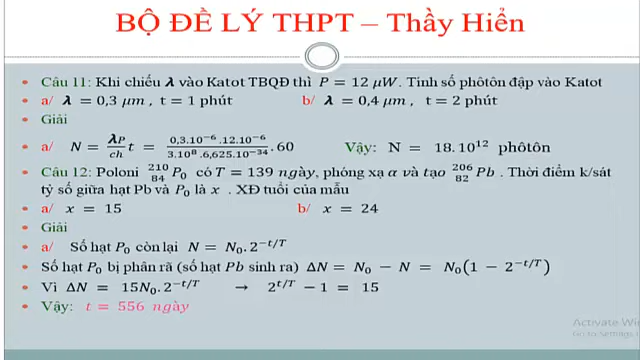 BỘ ĐỀ LÝ THPT – Thầy Hiển
Câu 11: Khi chiếu λ vào Katot TBQĐ thì P = 12 μW. Tính số phôtôn đập vào Katot
a/ λ = 0,3 μm , t = 1 phút b/ λ = 0,4 μm , t = 2 phút
Giải
a/ N = λP/ch t = 0,3.10⁻⁶.12.10⁻⁶/3.10⁸.6,625.10⁻³⁴ .60 Vậy: N = 18.10¹² phôtôn
Câu 12: Poloni ²¹⁰₈₄P₀ có T = 139 ngày, phóng xạ α và tạo ²⁰⁶₈₂Pb . Thời điểm k/sát
tỷ số giữa hạt Pb và P₀ là x . XĐ tuổi của mẫu
a/ x = 15 b/ x = 24
Giải
a/ Số hạt P₀ còn lại N = N₀.2^(−t/T)
Số hạt P₀ bị phân rã (số hạt Pb sinh ra) ΔN = N₀ − N = N₀(1 − 2^(−t/T))
Vì ΔN = 15N₀.2^(−t/T) → 2^(t/T) − 1 = 15
Vậy: t = 556 ngày
Activate Wi
Go to Settings